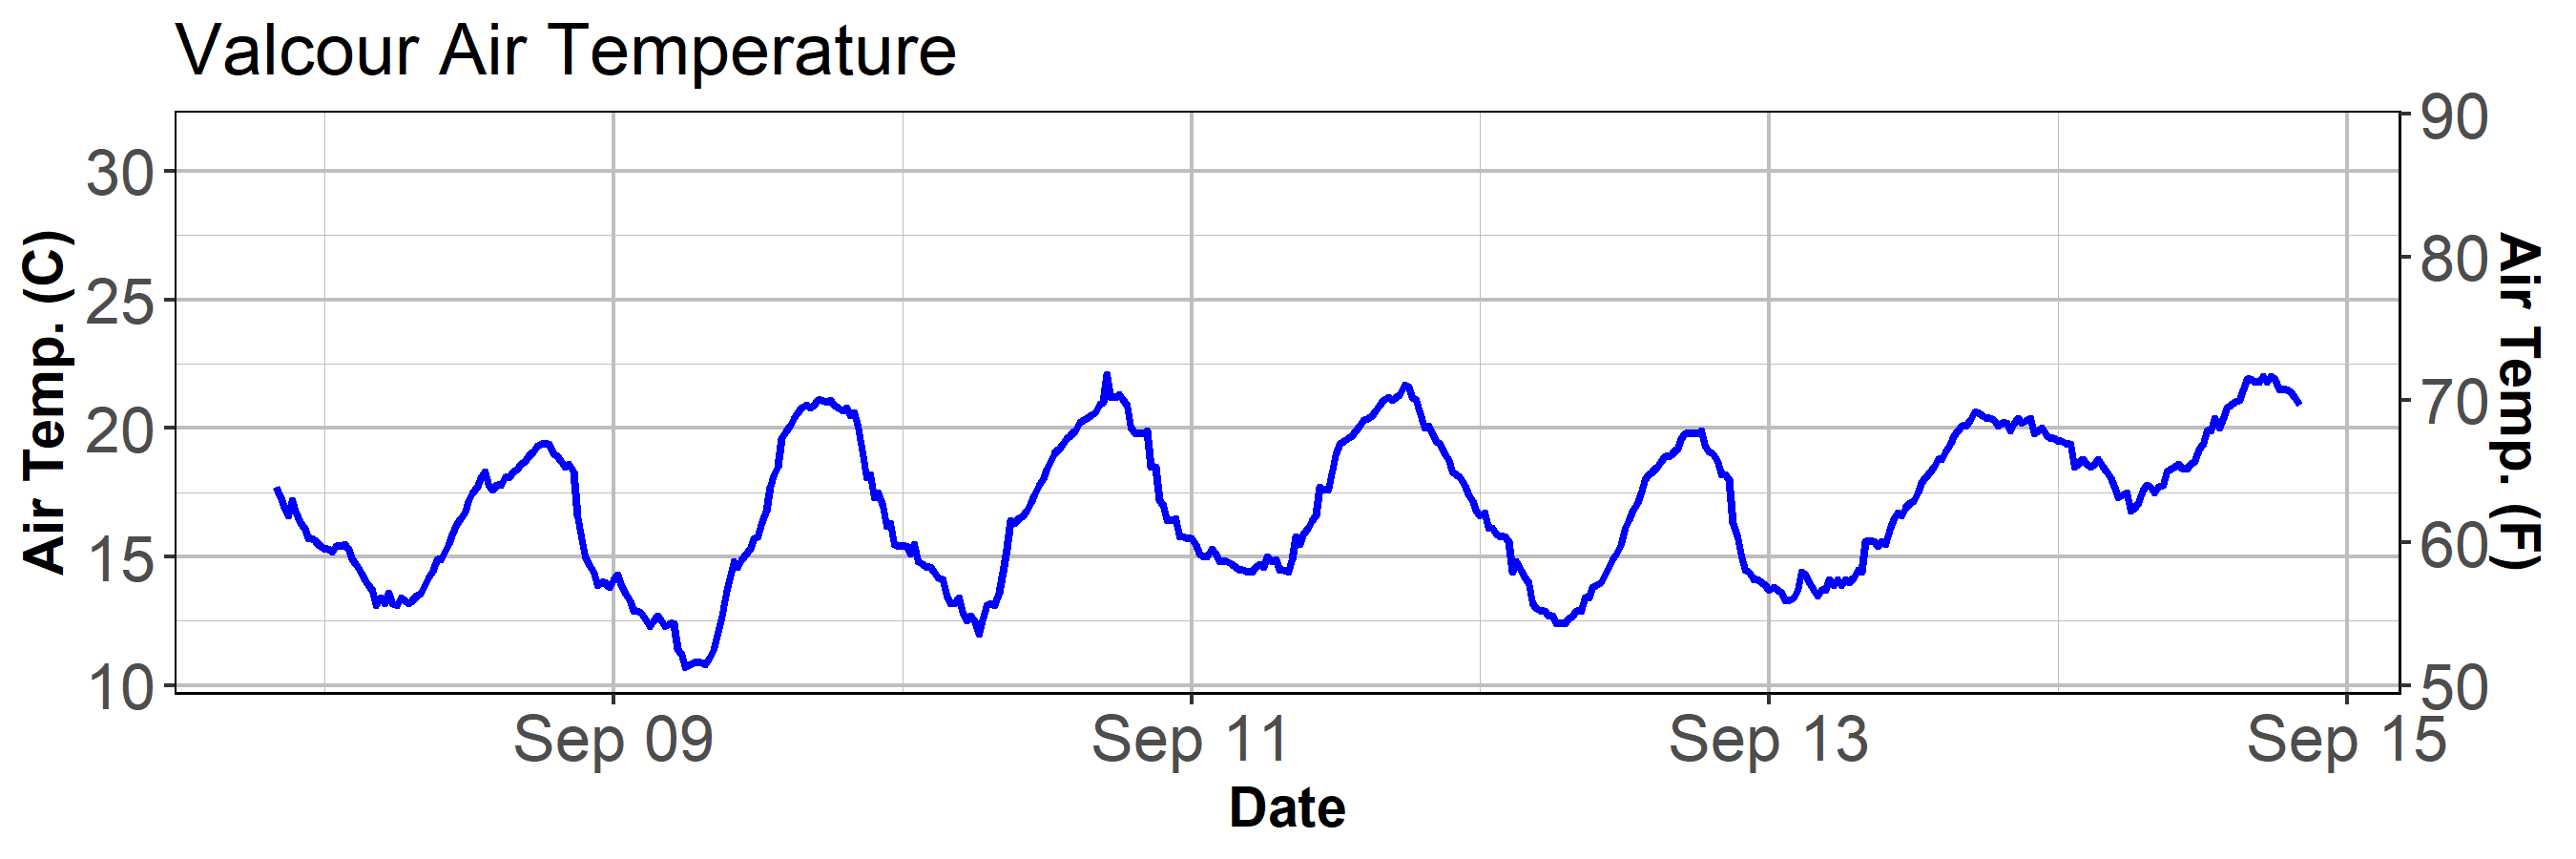 Valcour Air Temperature
Air Temp. (C)
30
25
20
15
10
90
80
70
60
50
Air Temp. (F)
Sep 09
Sep 11
Sep 13
Sep 15
Date